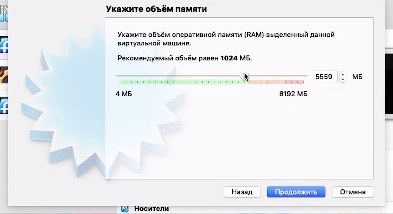 Укажите объём памяти
Укажите объём оперативной памяти (RAM) выделенный данной
виртуальной машине.
Рекомендуемый объём равен 1024 МБ.
5559 МБ
4 МБ 8192 МБ
Назад Продолжить Отмена
Носители